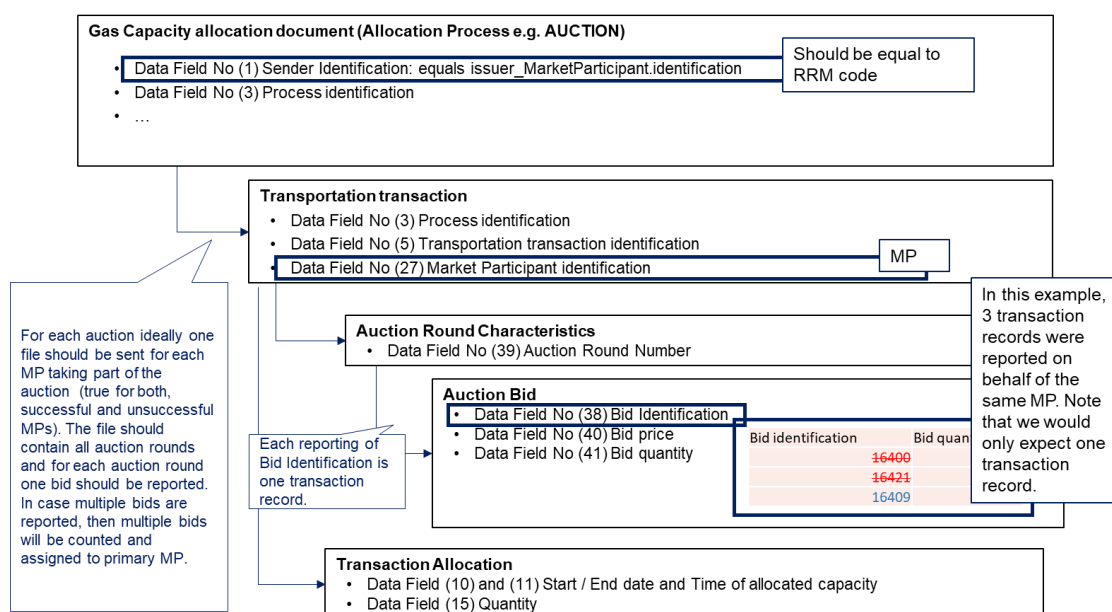 Gas Capacity allocation document (Allocation Process e.g. AUCTION)
• Data Field No (1) Sender Identification: equals issuer_MarketParticipant.identification
Should be equal to
RRM code
• Data Field No (3) Process identification
• …
Transportation transaction
• Data Field No (3) Process identification
• Data Field No (5) Transportation transaction identification
• Data Field No (27) Market Participant identification
MP
For each auction ideally one
file should be sent for each
MP taking part of the
auction (true for both,
successful and unsuccessful
MPs). The file should
contain all auction rounds
and for each auction round
one bid should be reported.
In case multiple bids are
reported, then multiple bids
will be counted and
assigned to primary MP.
In this example,
3 transaction
records were
reported on
behalf of the
same MP. Note
that we would
only expect one
transaction
record.
Auction Round Characteristics
• Data Field No (39) Auction Round Number
Auction Bid
• Data Field No (38) Bid Identification
• Data Field No (40) Bid price
• Data Field No (41) Bid quantity
Each reporting of
Bid Identification is
one transaction
record.
Bid identification Bid quan
16400
16421
16409
Transaction Allocation
• Data Field (10) and (11) Start / End date and Time of allocated capacity
• Data Field (15) Quantity